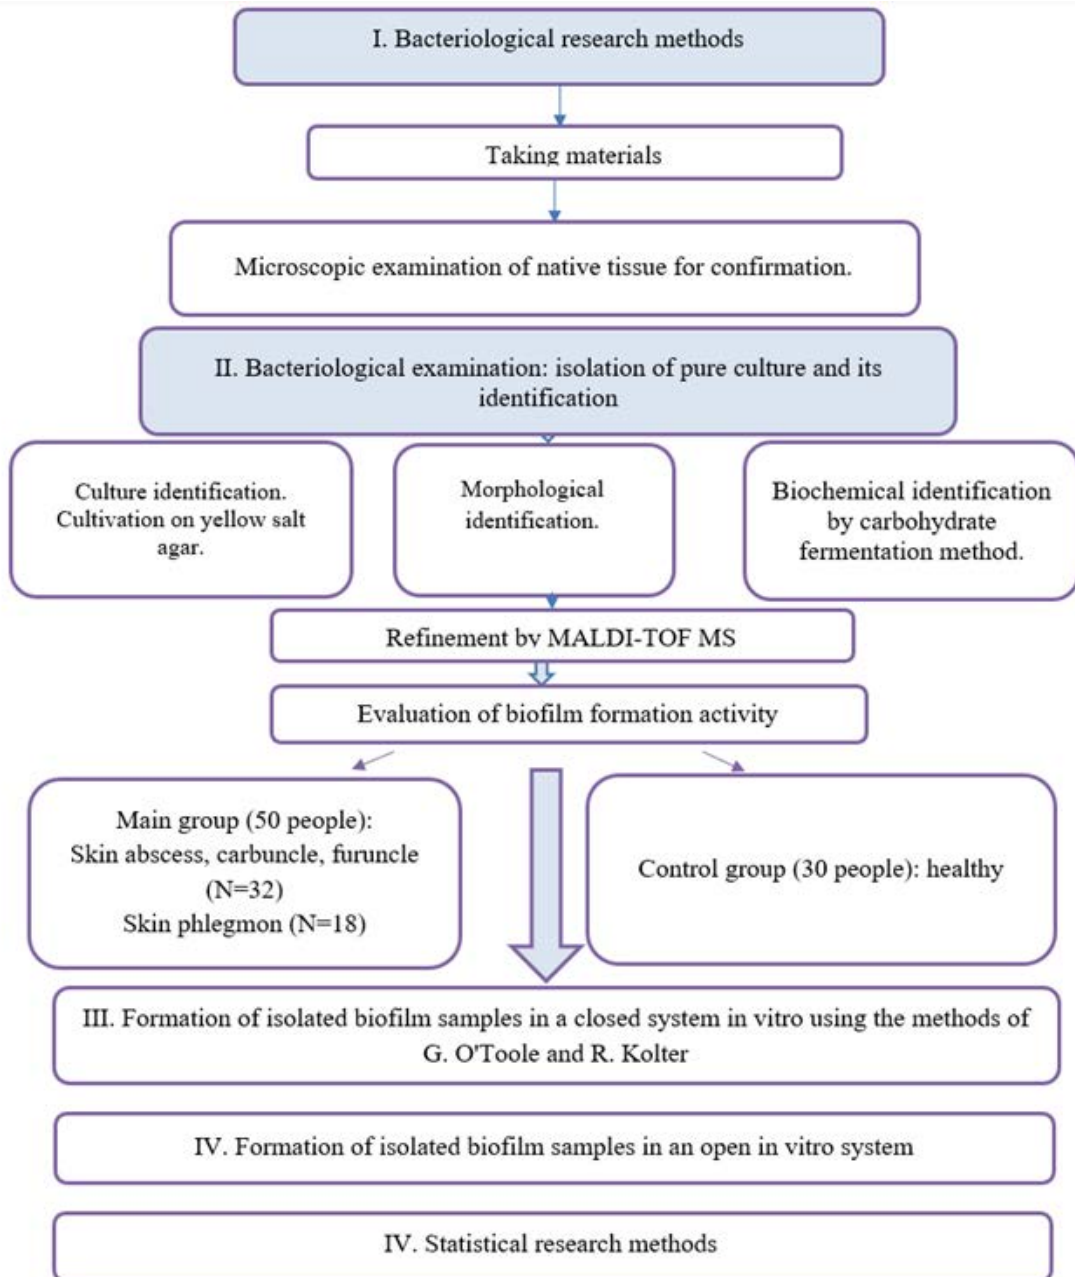 I. Bacteriological research methods
Taking materials
Microscopic examination of native tissue for confirmation.
II. Bacteriological examination: isolation of pure culture and its
identification
Culture identification.
Cultivation on yellow salt
agar.
Morphological
identification.
Biochemical identification
by carbohydrate
fermentation method.
Refinement by MALDI-TOF MS
Evaluation of biofilm formation activity
Main group (50 people):
Skin abscess, carbuncle, furuncle
(N=32)
Skin phlegmon (N=18)
Control group (30 people): healthy
III. Formation of isolated biofilm samples in a closed system in vitro using the methods of
G. O'Toole and R. Kolter
IV. Formation of isolated biofilm samples in an open in vitro system
IV. Statistical research methods